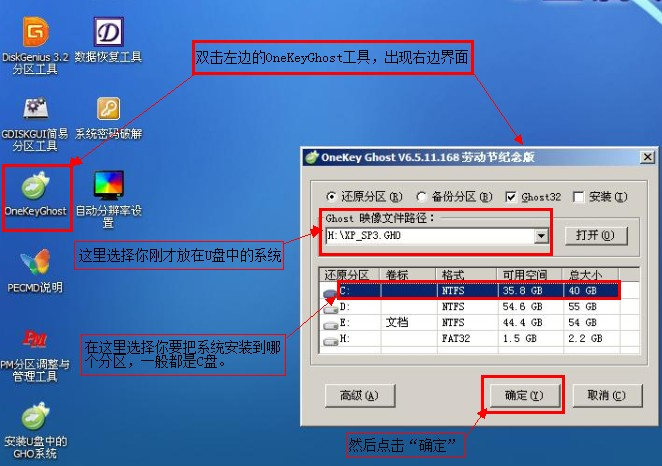 DiskGenius 3.2
分区工具
数据恢复工具
GDISKGUI简易
分区工具
系统密码破解
OneKeyGhost
自动分辨率设
置
PECMD说明
PM分区调整与
管理工具
安装U盘中的
GHO系统
双击左边的OneKeyGhost工具，出现右边界面
OneKey Ghost V6.5.11.168 劳动节纪念版
还原分区(R) 备份分区(B) Ghost32 安装(I)
Ghost 映像文件路径：
H:\XP_SP3.GHO 打开(O)
这里选择你刚才放在U盘中的系统
还原分区 卷标 格式 可用空间 总大小
C: NTFS 35.8 GB 40 GB
D: NTFS 54.6 GB 55 GB
E: 文档 NTFS 44.4 GB 54 GB
H: FAT32 1.5 GB 2.2 GB
在这里选择你要把系统安装到哪
个分区，一般都是C盘。
高级(A) 确定(Y) 取消(C)
然后点击“确定”